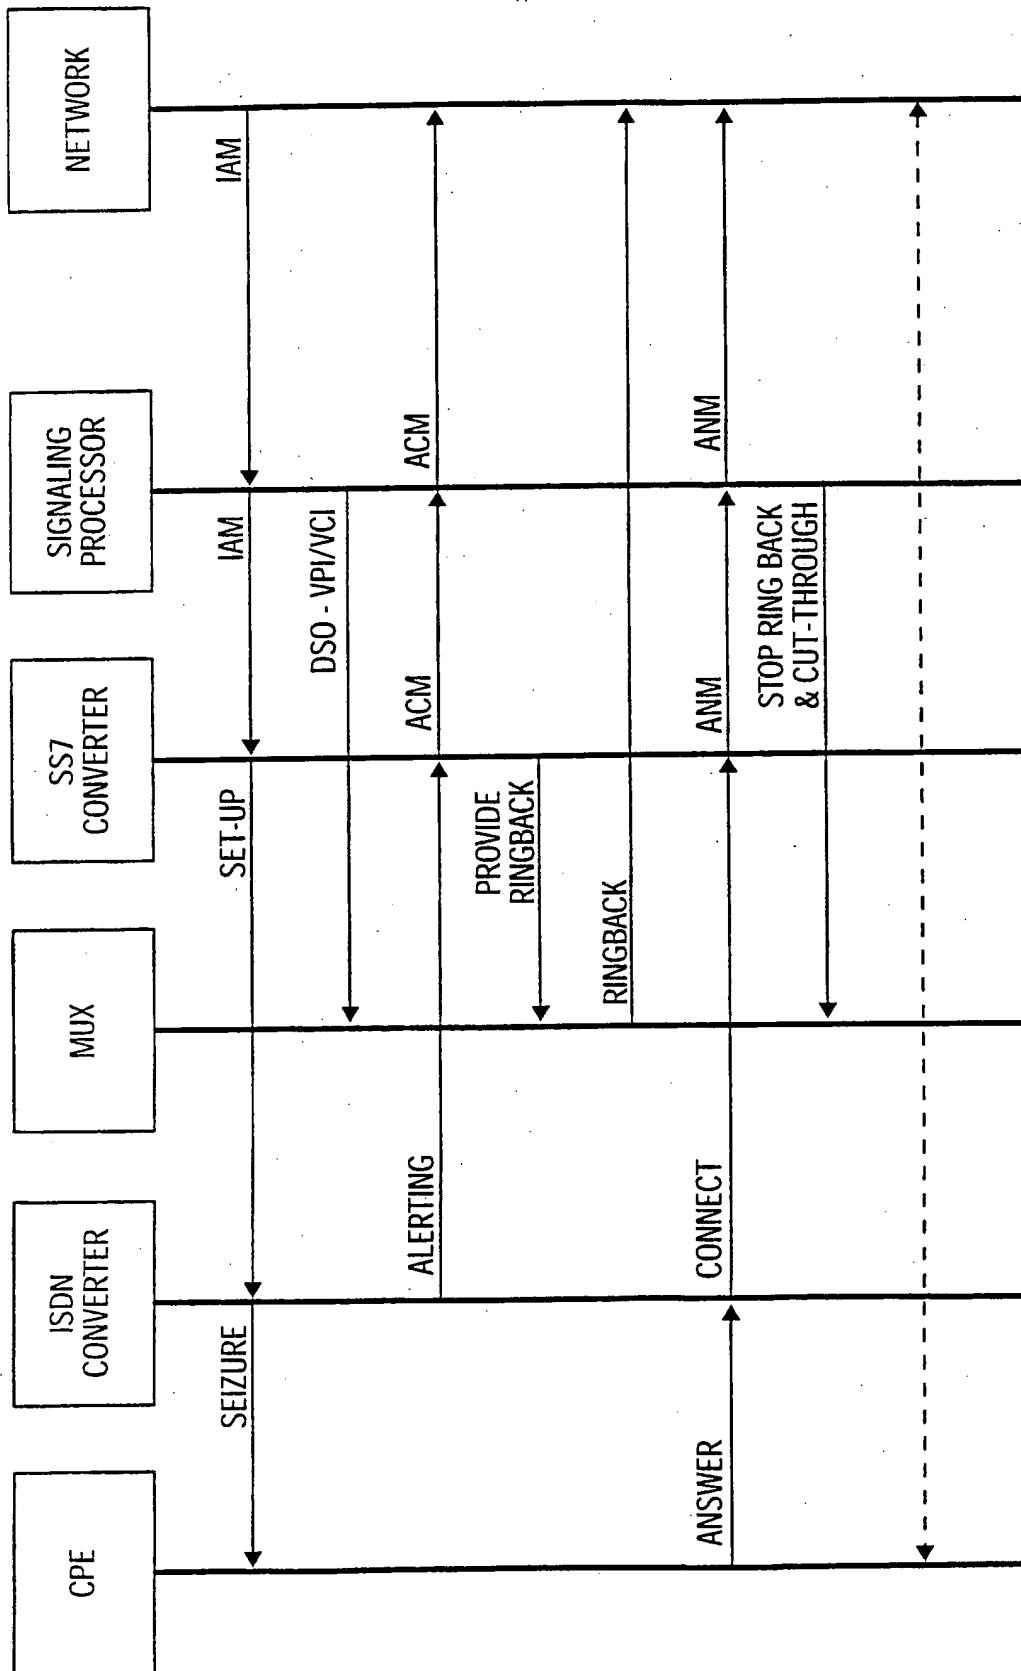 CPE
ISDN
CONVERTER
MUX
SS7
CONVERTER
SIGNALING
PROCESSOR
NETWORK
SEIZURE
SET-UP
IAM
IAM
DSO - VPI/VCI
ALERTING
ACM
ACM
PROVIDE
RINGBACK
RINGBACK
ANSWER
CONNECT
ANM
ANM
STOP RING BACK
& CUT-THROUGH